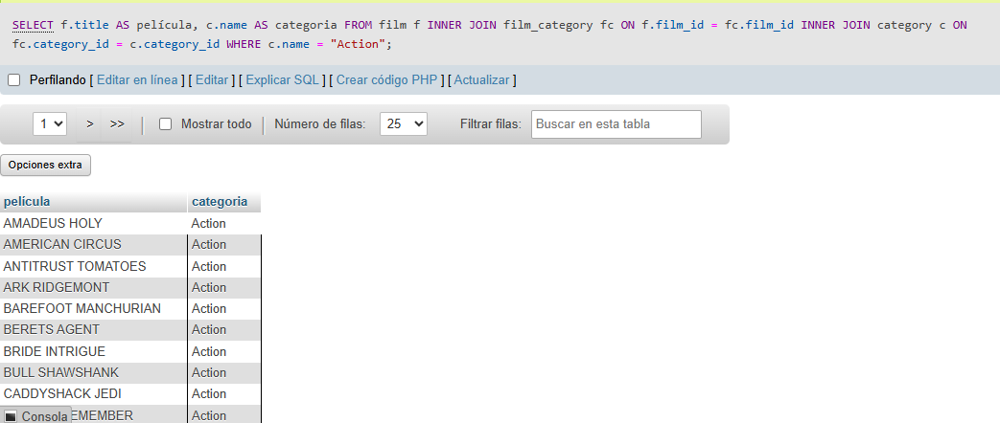 SELECT f.title AS película, c.name AS categoria FROM film f INNER JOIN film_category fc ON f.film_id = fc.film_id INNER JOIN category c ON
fc.category_id = c.category_id WHERE c.name = "Action";
Perfilando [ Editar en línea ] [ Editar ] [ Explicar SQL ] [ Crear código PHP ] [ Actualizar ]
1 > >> Mostrar todo Número de filas: 25 Filtrar filas: Buscar en esta tabla
Opciones extra
película categoria
AMADEUS HOLY Action
AMERICAN CIRCUS Action
ANTITRUST TOMATOES Action
ARK RIDGEMONT Action
BAREFOOT MANCHURIAN Action
BERETS AGENT Action
BRIDE INTRIGUE Action
BULL SHAWSHANK Action
CADDYSHACK JEDI Action
Consola EMEMBER Action